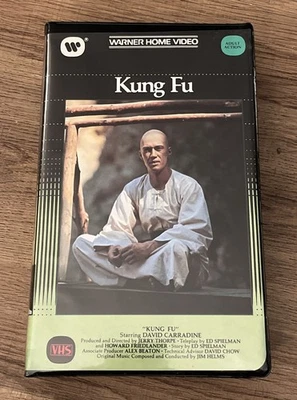 WARNER HOME VIDEO
ADULT
ACTION
Kung Fu
"KUNG FU"
Starring DAVID CARRADINE
Produced and Directed by JERRY THORPE • Teleplay by ED SPIELMAN
and HOWARD FRIEDLANDER • Story by ED SPIELMAN
Associate Producer ALEX BEATON • Technical Advisor DAVID CHOW
Original Music Composed and Conducted by JIM HELMS
VHS